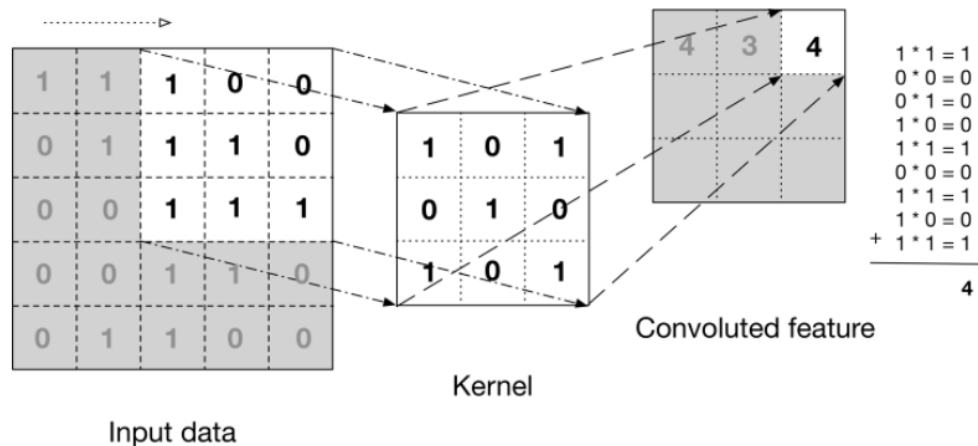 1 1 1 0 0
0 1 1 1 0
0 0 1 1 1
0 0 1 1 0
0 1 1 0 0
Input data
1 0 1
0 1 0
1 0 1
Kernel
4 3 4
Convoluted feature
1 * 1 = 1
0 * 0 = 0
0 * 1 = 0
1 * 0 = 0
1 * 1 = 1
0 * 0 = 0
1 * 1 = 1
1 * 0 = 0
+ 1 * 1 = 1
4